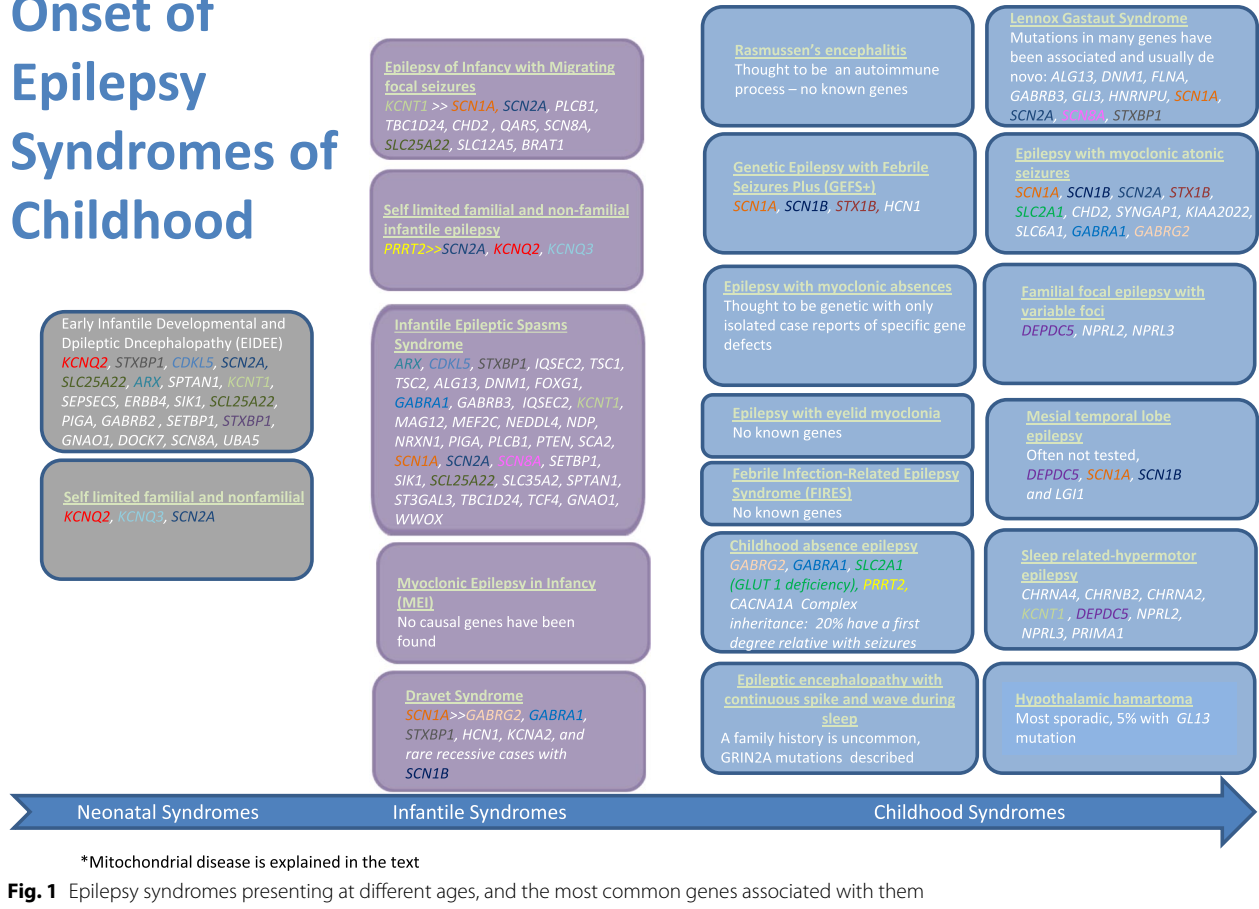 Onset of
Epilepsy
Syndromes of
Childhood
Early Infantile Developmental and
Dpileptic Dncephalopathy (EIDEE)
KCNQ2, STXBP1, CDKL5, SCN2A,
SLC25A22, ARX, SPTAN1, KCNT1,
SEPSECS, ERBB4, SIK1, SCL25A22,
PIGA, GABRB2 , SETBP1, STXBP1,
GNAO1, DOCK7, SCN8A, UBA5
Self limited familial and nonfamilial
KCNQ2, KCNQ3, SCN2A
Epilepsy of Infancy with Migrating
focal seizures
KCNT1 >> SCN1A, SCN2A, PLCB1,
TBC1D24, CHD2 , QARS, SCN8A,
SLC25A22, SLC12A5, BRAT1
Self limited familial and non-familial
infantile epilepsy
PRRT2>>SCN2A, KCNQ2, KCNQ3
Infantile Epileptic Spasms
Syndrome
ARX, CDKL5, STXBP1, IQSEC2, TSC1,
TSC2, ALG13, DNM1, FOXG1,
GABRA1, GABRB3, IQSEC2, KCNT1,
MAG12, MEF2C, NEDDL4, NDP,
NRXN1, PIGA, PLCB1, PTEN, SCA2,
SCN1A, SCN2A, SCN8A, SETBP1,
SIK1, SCL25A22, SLC35A2, SPTAN1,
ST3GAL3, TBC1D24, TCF4, GNAO1,
WWOX
Myoclonic Epilepsy in Infancy
(MEI)
No causal genes have been
found
Dravet Syndrome
SCN1A>>GABRG2, GABRA1,
STXBP1, HCN1, KCNA2, and
rare recessive cases with
SCN1B
Rasmussen's encephalitis
Thought to be an autoimmune
process – no known genes
Genetic Epilepsy with Febrile
Seizures Plus (GEFS+)
SCN1A, SCN1B, STX1B, HCN1
Epilepsy with myoclonic absences
Thought to be genetic with only
isolated case reports of specific gene
defects
Epilepsy with eyelid myoclonia
No known genes
Febrile Infection-Related Epilepsy
Syndrome (FIRES)
No known genes
Childhood absence epilepsy
GABRG2, GABRA1, SLC2A1
(GLUT 1 deficiency), PRRT2,
CACNA1A Complex
inheritance: 20% have a first
degree relative with seizures
Epileptic encephalopathy with
continuous spike and wave during
sleep
A family history is uncommon,
GRIN2A mutations described
Lennox Gastaut Syndrome
Mutations in many genes have
been associated and usually de
novo: ALG13, DNM1, FLNA,
GABRB3, GLI3, HNRNPU, SCN1A,
SCN2A, SCN8A, STXBP1
Epilepsy with myoclonic atonic
seizures
SCN1A, SCN1B, SCN2A, STX1B,
SLC2A1, CHD2, SYNGAP1, KIAA2022,
SLC6A1, GABRA1, GABRG2
Familial focal epilepsy with
variable foci
DEPDC5, NPRL2, NPRL3
Mesial temporal lobe
epilepsy
Often not tested,
DEPDC5, SCN1A, SCN1B
and LGI1
Sleep related-hypermotor
epilepsy
CHRNA4, CHRNB2, CHRNA2,
KCNT1 , DEPDC5, NPRL2,
NPRL3, PRIMA1
Hypothalamic hamartoma
Most sporadic, 5% with GL13
mutation
Neonatal Syndromes
Infantile Syndromes
Childhood Syndromes
*Mitochondrial disease is explained in the text
Fig. 1 Epilepsy syndromes presenting at different ages, and the most common genes associated with them